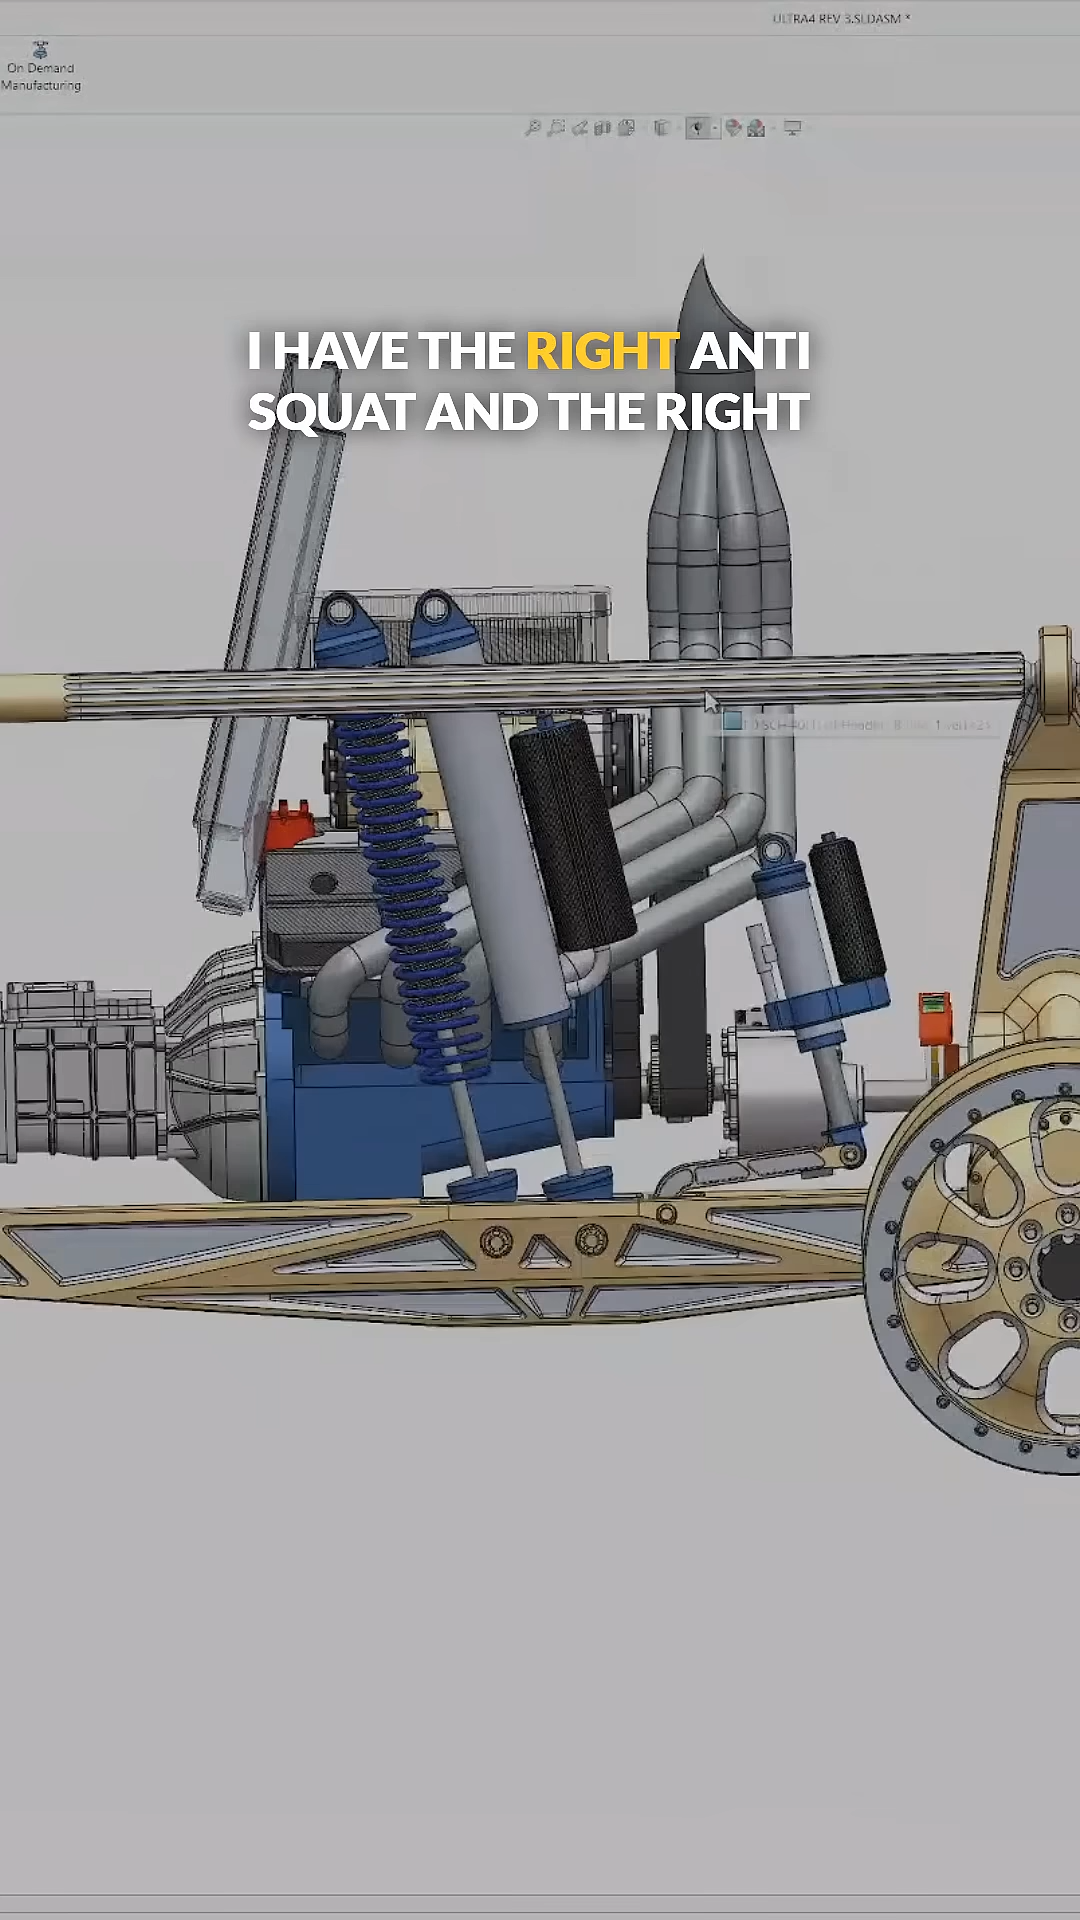 ULTRA4 REV 3.SLDASM *
On Demand
Manufacturing
I HAVE THE RIGHT ANTI
SQUAT AND THE RIGHT